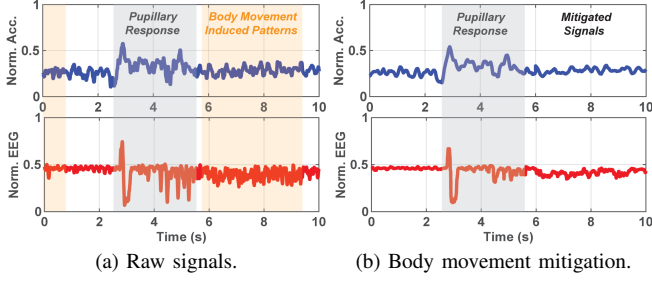 Norm. Acc.
1
0.5
0
Pupillary
Response
Body Movement
Induced Patterns
0 2 4 6 8 10
Norm. EEG
1
0.5
0
0 2 4 6 8 10
Time (s)
(a) Raw signals.
Norm. Acc.
1
0.5
0
Pupillary
Response
Mitigated
Signals
0 2 4 6 8 10
Norm. EEG
1
0.5
0
0 2 4 6 8 10
Time (s)
(b) Body movement mitigation.